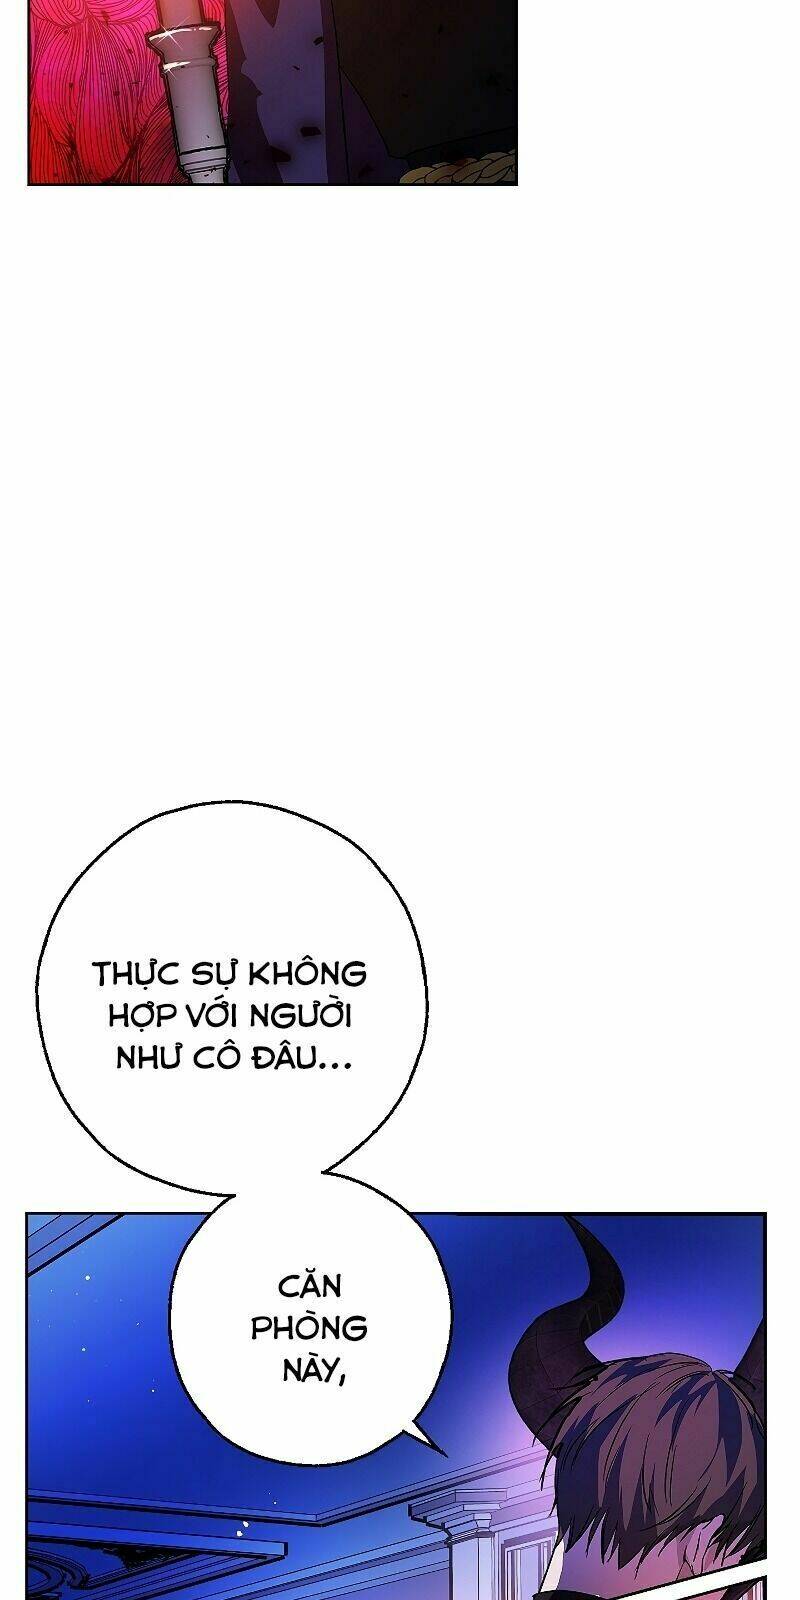 THỰC SỰ KHÔNG
HỢP VỚI NGƯỜI
NHƯ CÔ ĐÂU...
CĂN
PHÒNG
NÀY,